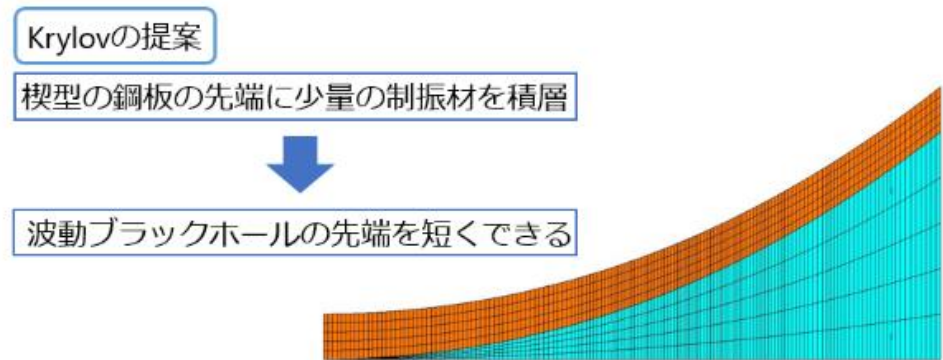 Krylovの提案
楔型の鋼板の先端に少量の制振材を積層
波動ブラックホールの先端を短くできる